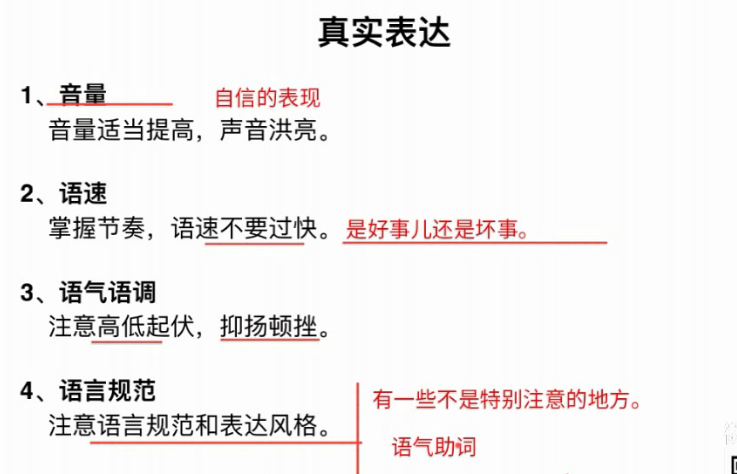 真实表达
1、音量 自信的表现
音量适当提高，声音洪亮。
2、语速
掌握节奏，语速不要过快。是好事儿还是坏事。
3、语气语调
注意高低起伏，抑扬顿挫。
4、语言规范
有一些不是特别注意的地方。
注意语言规范和表达风格。
语气助词